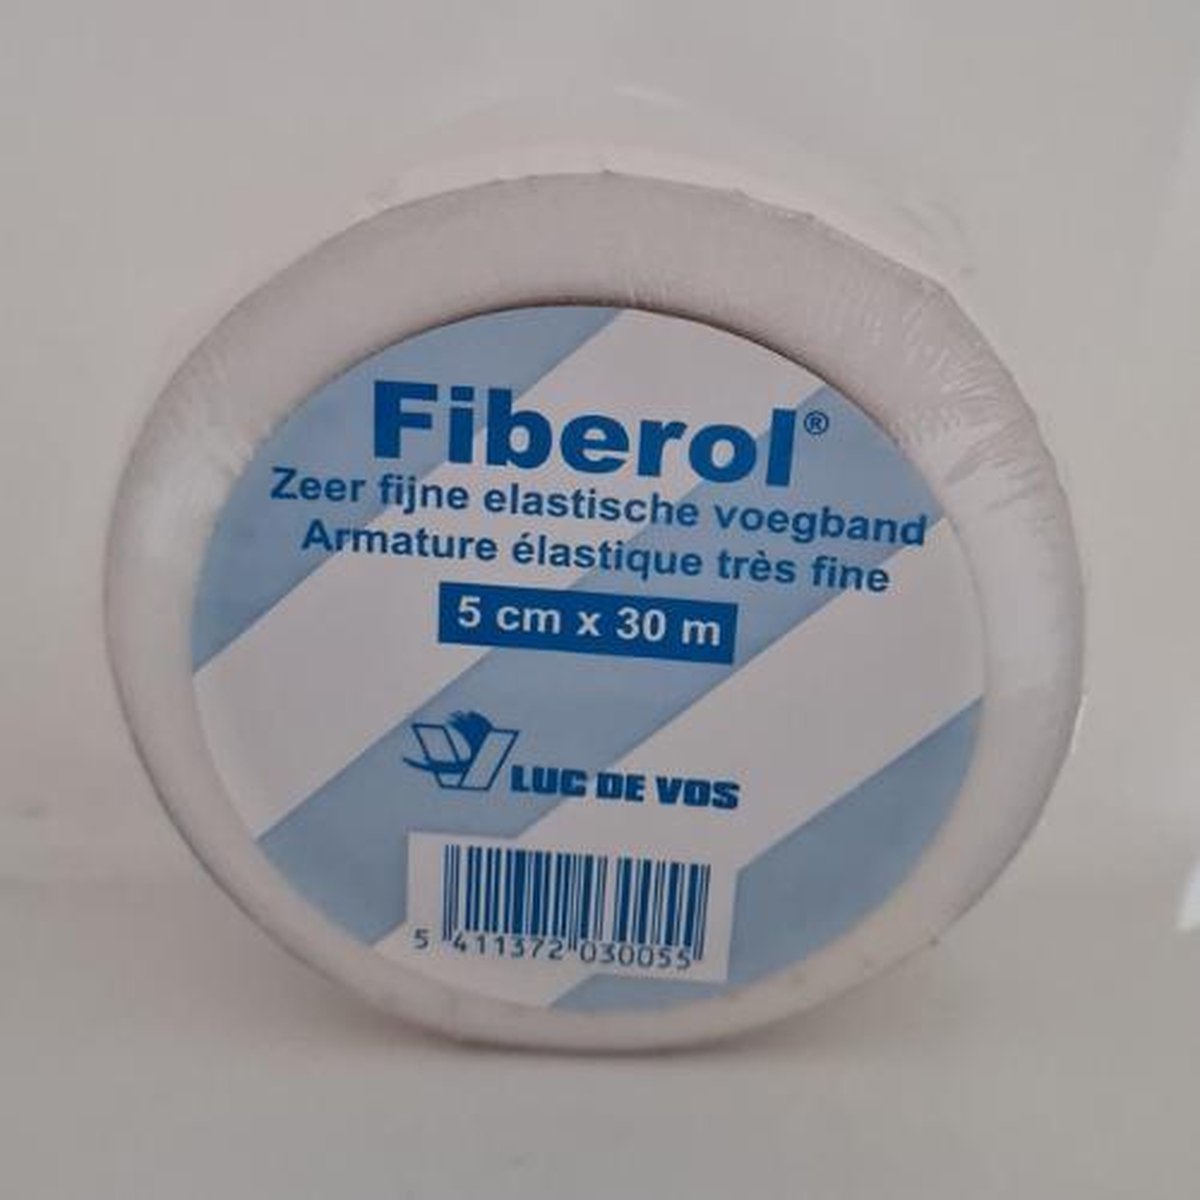 Fiberol®
Zeer fijne elastische voegband
Armature élastique très fine
5 cm x 30 m
LUC DE VOS
5 411372 030055